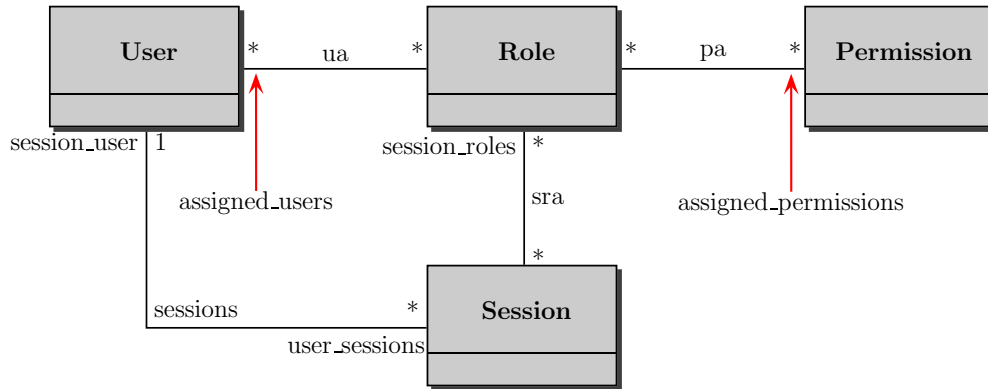 User
*
ua
*
Role
*
pa
*
Permission
session_user
1
session_roles
*
assigned_users
sra
assigned_permissions
*
sessions
*
Session
user_sessions